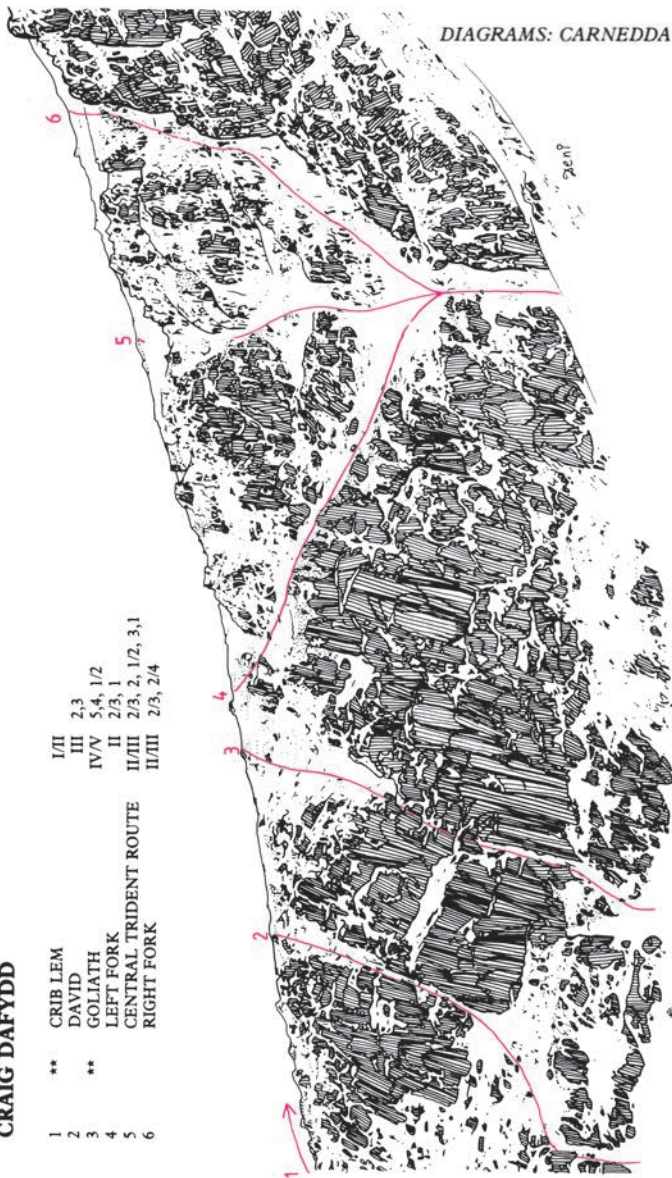 DIAGRAMS: CARNEDDA
CRAIG DAFYDD
1 ** CRIB LEM I/II
2 DAVID III 2,3
3 ** GOLIATH IV/V 5,4, 1/2
4 LEFT FORK II 2/3, 1
5 CENTRAL TRIDENT ROUTE II/III 2/3, 2, 1/2, 3,1
6 RIGHT FORK II/III 2/3, 2/4
1
2
3
4
5
6